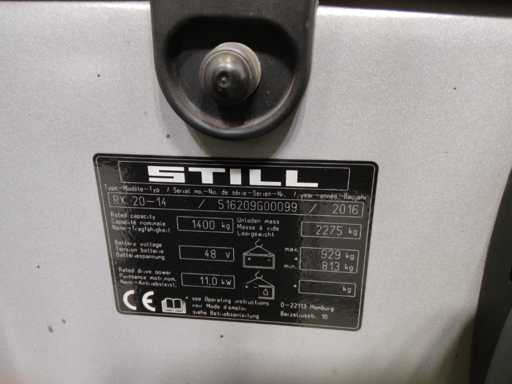 STILL
Type-Modèle-Typ / Serial no.-No. de série-Serien-Nr. / year-année-Baujahr
RX 20-14 / 516209G00099 / 2016
Rated capacity
Capacité nominale
Nenn-Tragfähigkeit
1400 kg
Unladen mass
Masse à vide
Leergewicht
2275 kg
Battery voltage
Tension batterie
Batteriespannung
48 V
max. 929 kg
min. 813 kg
Rated drive power
Puissance motr.nom.
Nenn-Antriebsleist.
11,0 kW
* kg
CE
* see Operating instructions
voir Mode d'emploi
siehe Betriebsanleitung
D-22113 Hamburg
Berzeliusstr. 10